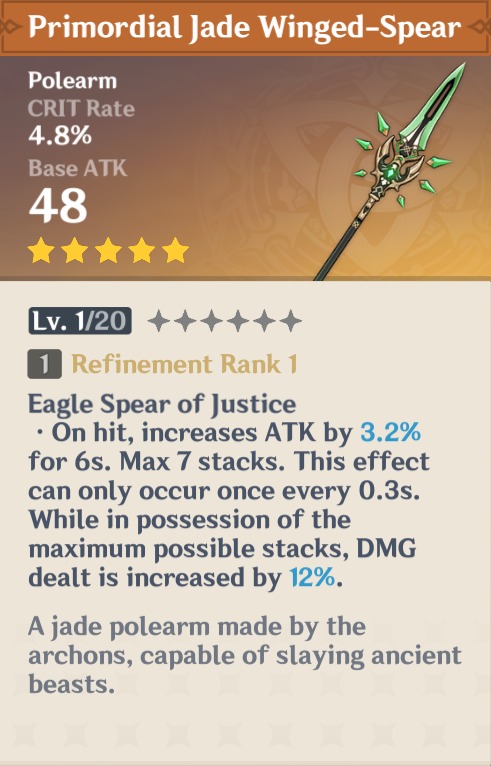 Primordial Jade Winged-Spear
Polearm
CRIT Rate
4.8%
Base ATK
48
Lv. 1/20
1 Refinement Rank 1
Eagle Spear of Justice
· On hit, increases ATK by 3.2%
for 6s. Max 7 stacks. This effect
can only occur once every 0.3s.
While in possession of the
maximum possible stacks, DMG
dealt is increased by 12%.
A jade polearm made by the
archons, capable of slaying ancient
beasts.